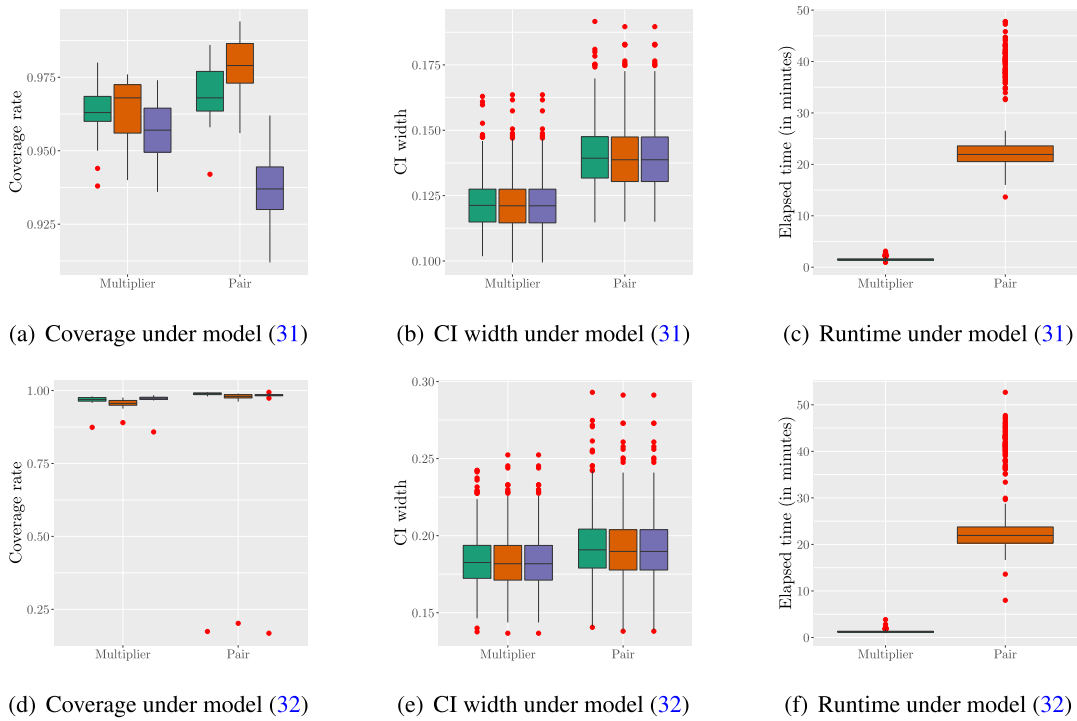 Coverage rate
0.975
0.950
0.925
Multiplier Pair
CI width
0.175
0.150
0.125
0.100
Multiplier Pair
Elapsed time (in minutes)
50
40
30
20
10
0
Multiplier Pair
(a) Coverage under model (31)
(b) CI width under model (31)
(c) Runtime under model (31)
Coverage rate
1.00
0.75
0.50
0.25
Multiplier Pair
CI width
0.30
0.25
0.20
0.15
Multiplier Pair
Elapsed time (in minutes)
50
40
30
20
10
0
Multiplier Pair
(d) Coverage under model (32)
(e) CI width under model (32)
(f) Runtime under model (32)